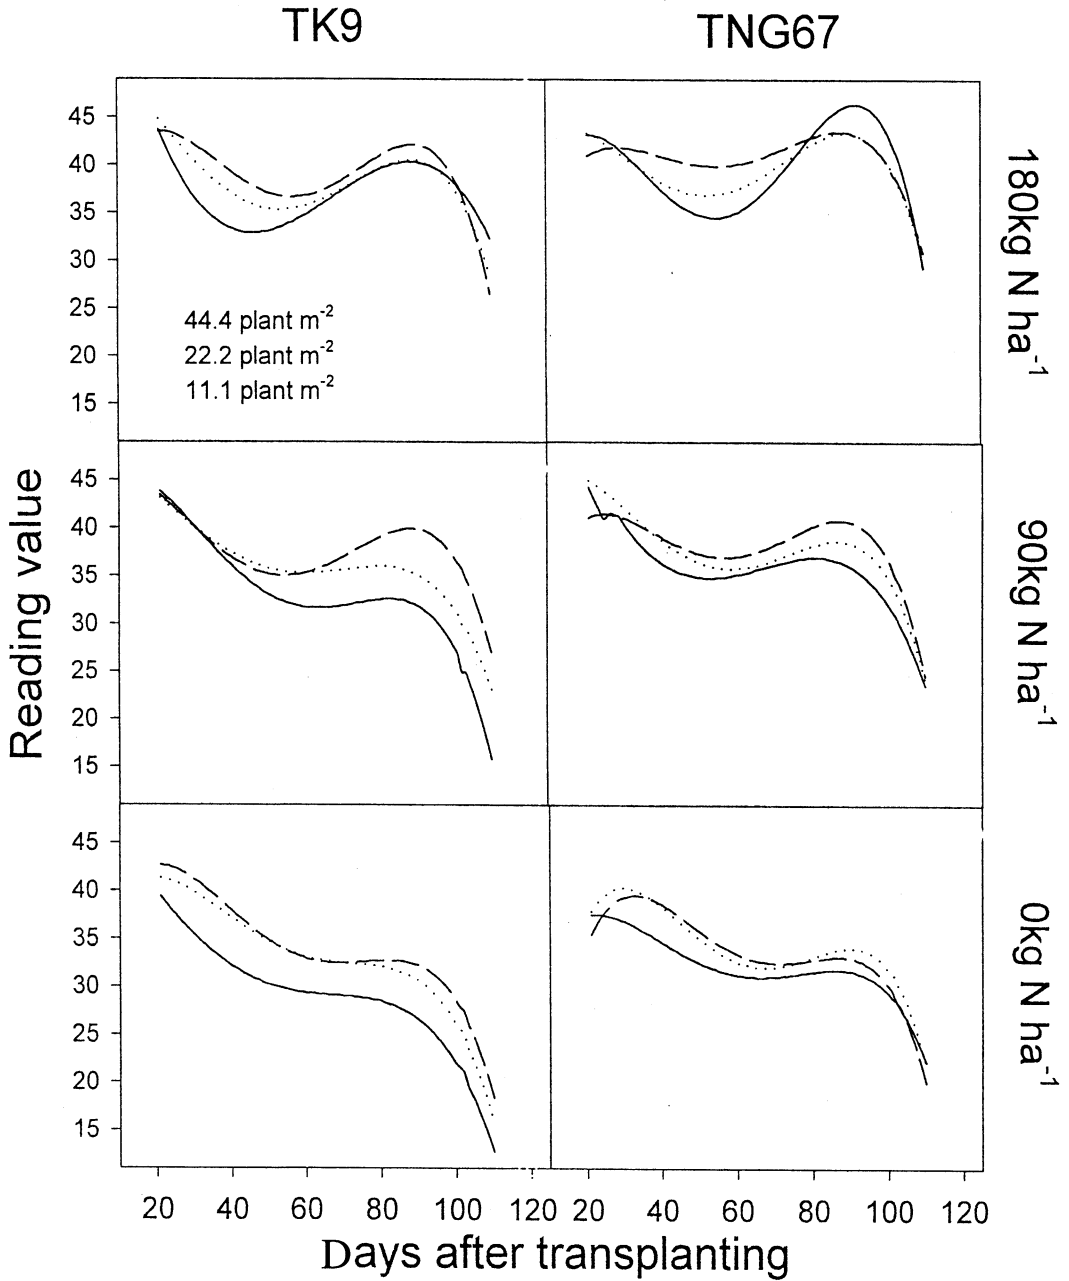 TK9 TNG67
45
40
35
30
25
20
15
44.4 plant m-2
22.2 plant m-2
11.1 plant m-2
180kg N ha-1
45
40
35
30
25
20
15
90kg N ha-1
45
40
35
30
25
20
15
0kg N ha-1
Reading value
20 40 60 80 100 120 20 40 60 80 100 120
Days after transplanting